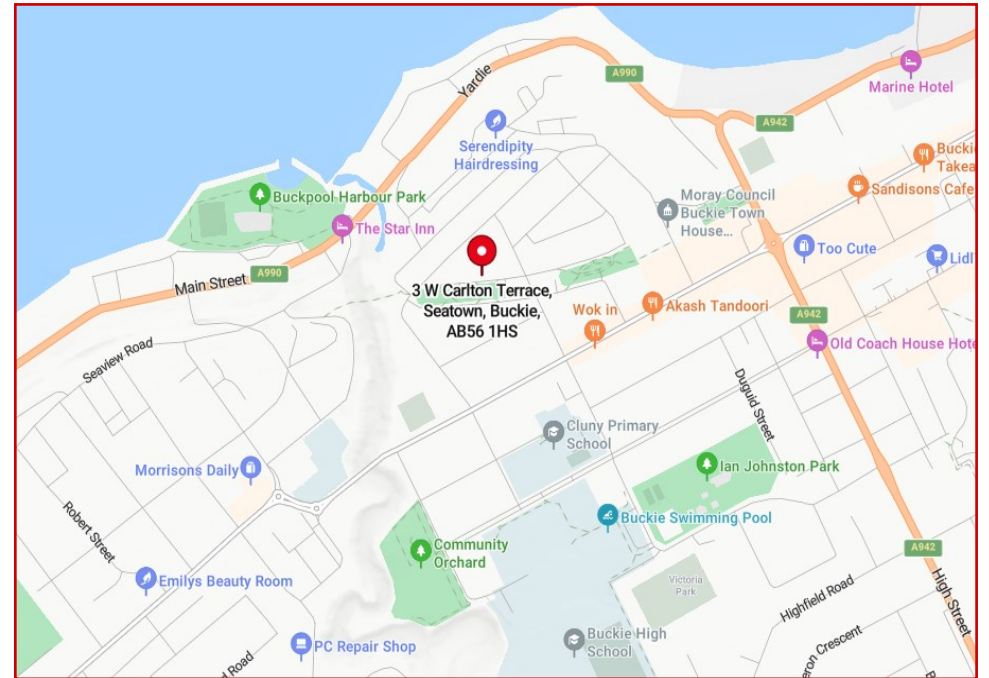 Yardie
A990
Marine Hotel
A942
Serendipity
Hairdressing
Buckie
Takea
Sandisons Cafe
Buckpool Harbour Park
Moray Council
Buckie Town
House...
The Star Inn
Too Cute
Lidl
Main Street
A990
3 W Carlton Terrace,
Seatown, Buckie,
AB56 1HS
Wok in
Akash Tandoori
A942
Old Coach House Hote
Seaview Road
Duguid Street
Cluny Primary
School
Morrisons Daily
Ian Johnston Park
Robert Street
Buckie Swimming Pool
Community
Orchard
A942
Emilys Beauty Room
Victoria
Park
Highfield Road
High Street
PC Repair Shop
Buckie High
School
d Road
eron Crescent